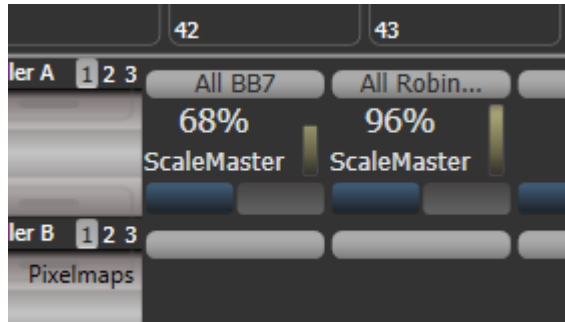 42 43
ler A 1 2 3 All BB7 All Robin...
68% 96%
ScaleMaster ScaleMaster
ler B 1 2 3
Pixelmaps